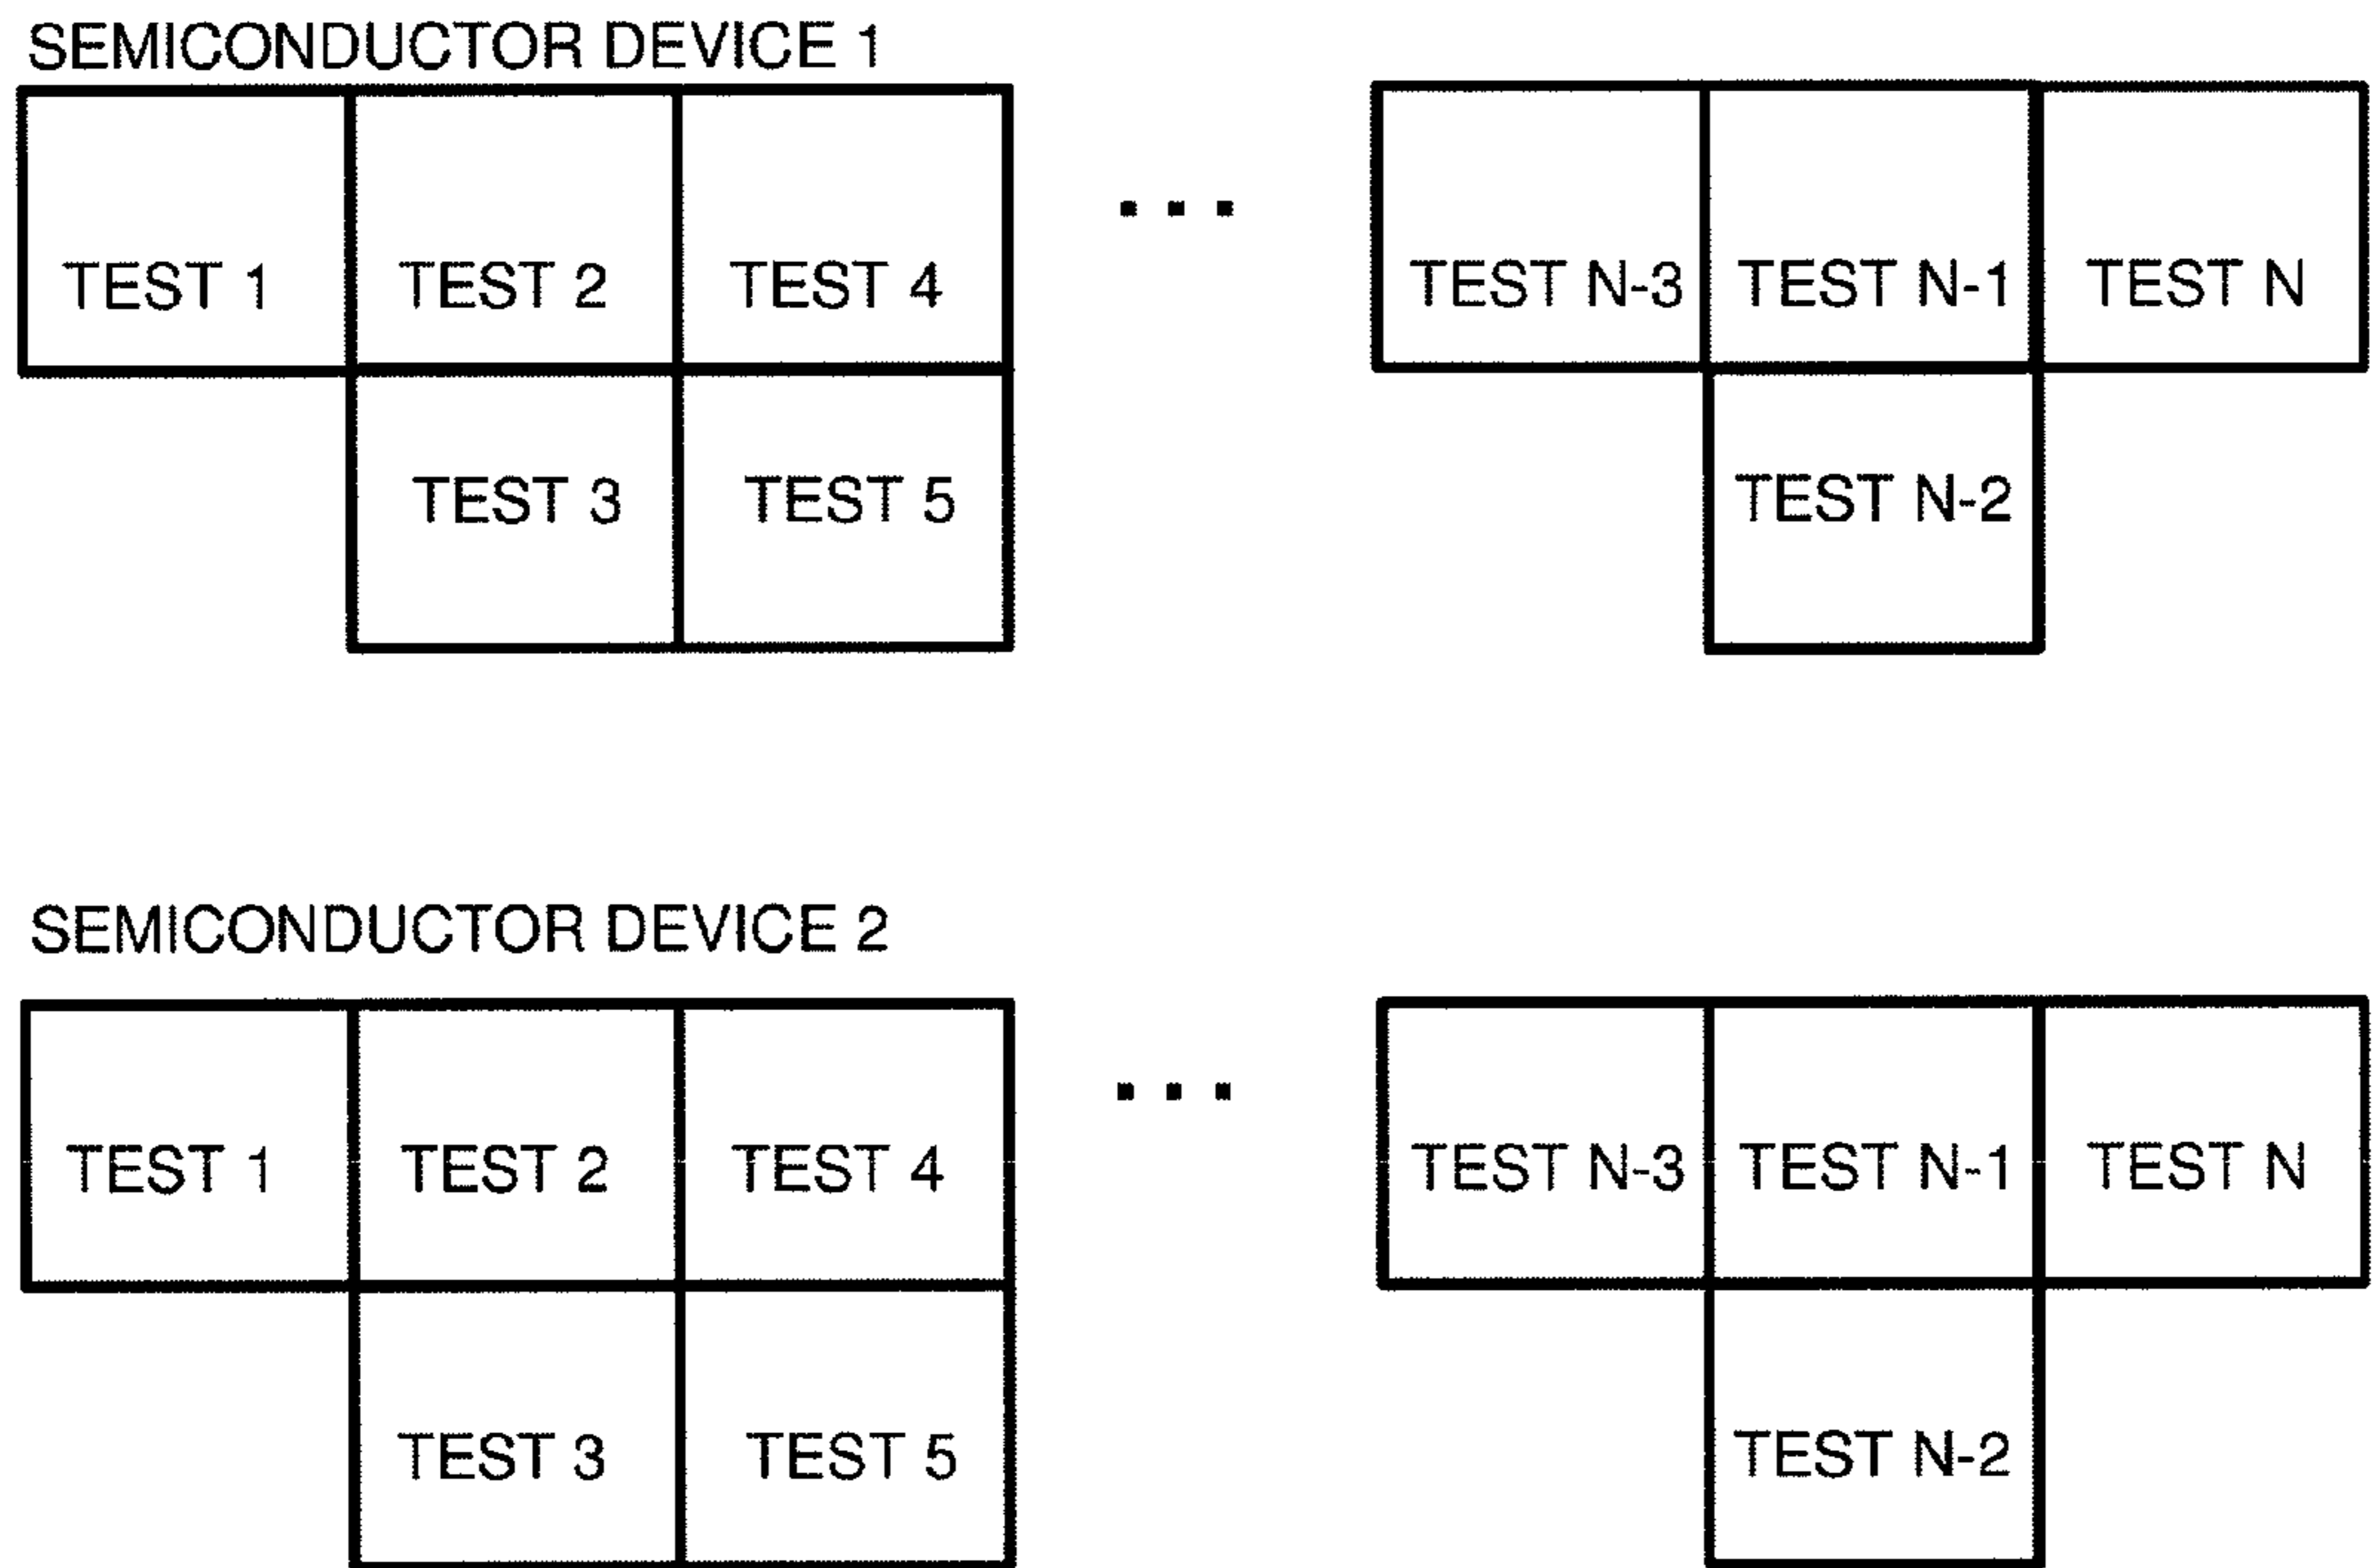 SEMICONDUCTOR DEVICE 1
TEST 1 TEST 2 TEST 4 ... TEST N-3 TEST N-1 TEST N
TEST 3 TEST 5 TEST N-2
SEMICONDUCTOR DEVICE 2
TEST 1 TEST 2 TEST 4 ... TEST N-3 TEST N-1 TEST N
TEST 3 TEST 5 TEST N-2